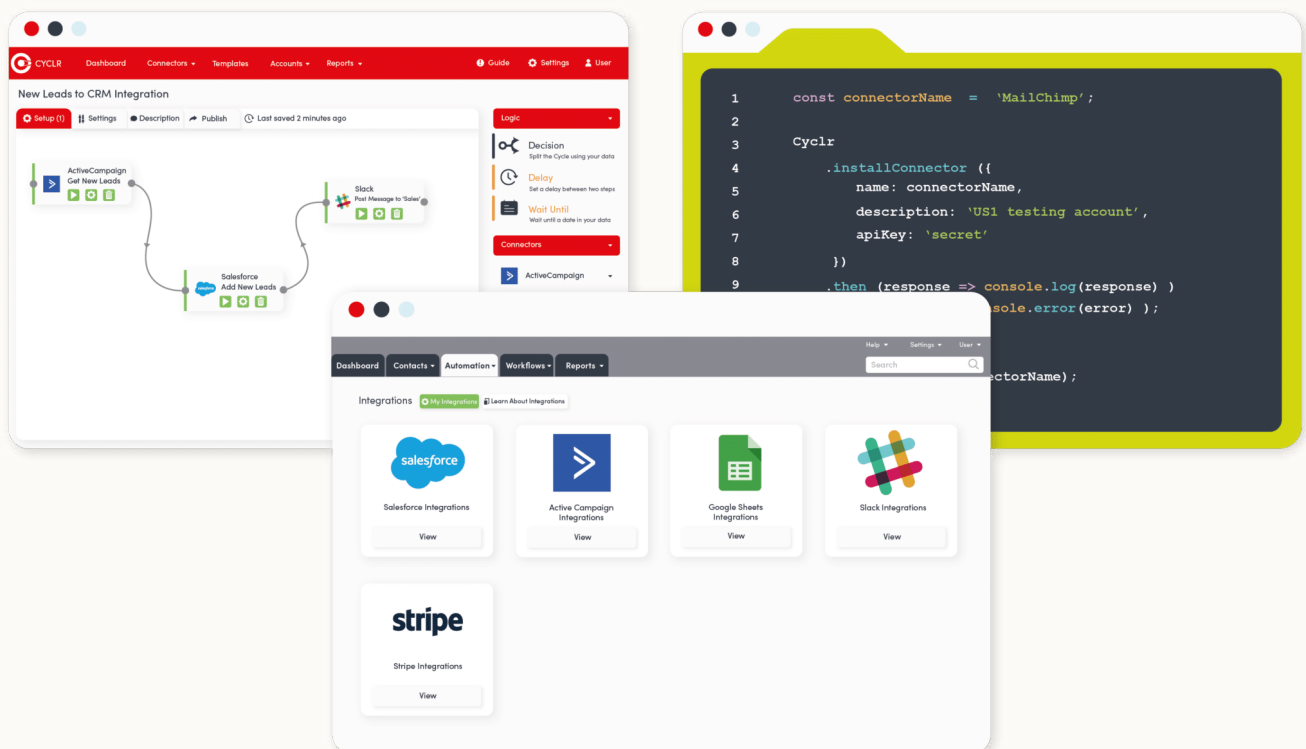 CYCLR
Dashboard
Connectors
Templates
Accounts
Reports
Guide
Settings
User
New Leads to CRM Integration
Setup (1)
Settings
Description
Publish
Last saved 2 minutes ago
ActiveCampaign
Get New Leads
Slack
Post Message to 'Sales'
salesforce
Salesforce
Add New Leads
Logic
Decision
Split the Cycle using your data
Delay
Set a delay between two steps
Wait Until
Wait until a date in your data
Connectors
ActiveCampaign
1 const connectorName = ‘MailChimp’;
2
3 Cyclr
4 .installConnector ({
5 name: connectorName,
6 description: ‘US1 testing account’,
7 apiKey: ‘secret’
8 })
9 .then (response => console.log(response) )
sole.error(error) );
ectorName);
Help
Settings
User
Dashboard
Contacts
Automation
Workflows
Reports
Search
Integrations
My Integrations
Learn About Integrations
salesforce
Salesforce Integrations
View
Active Campaign
Integrations
View
Google Sheets
Integrations
View
Slack Integrations
View
stripe
Stripe Integrations
View